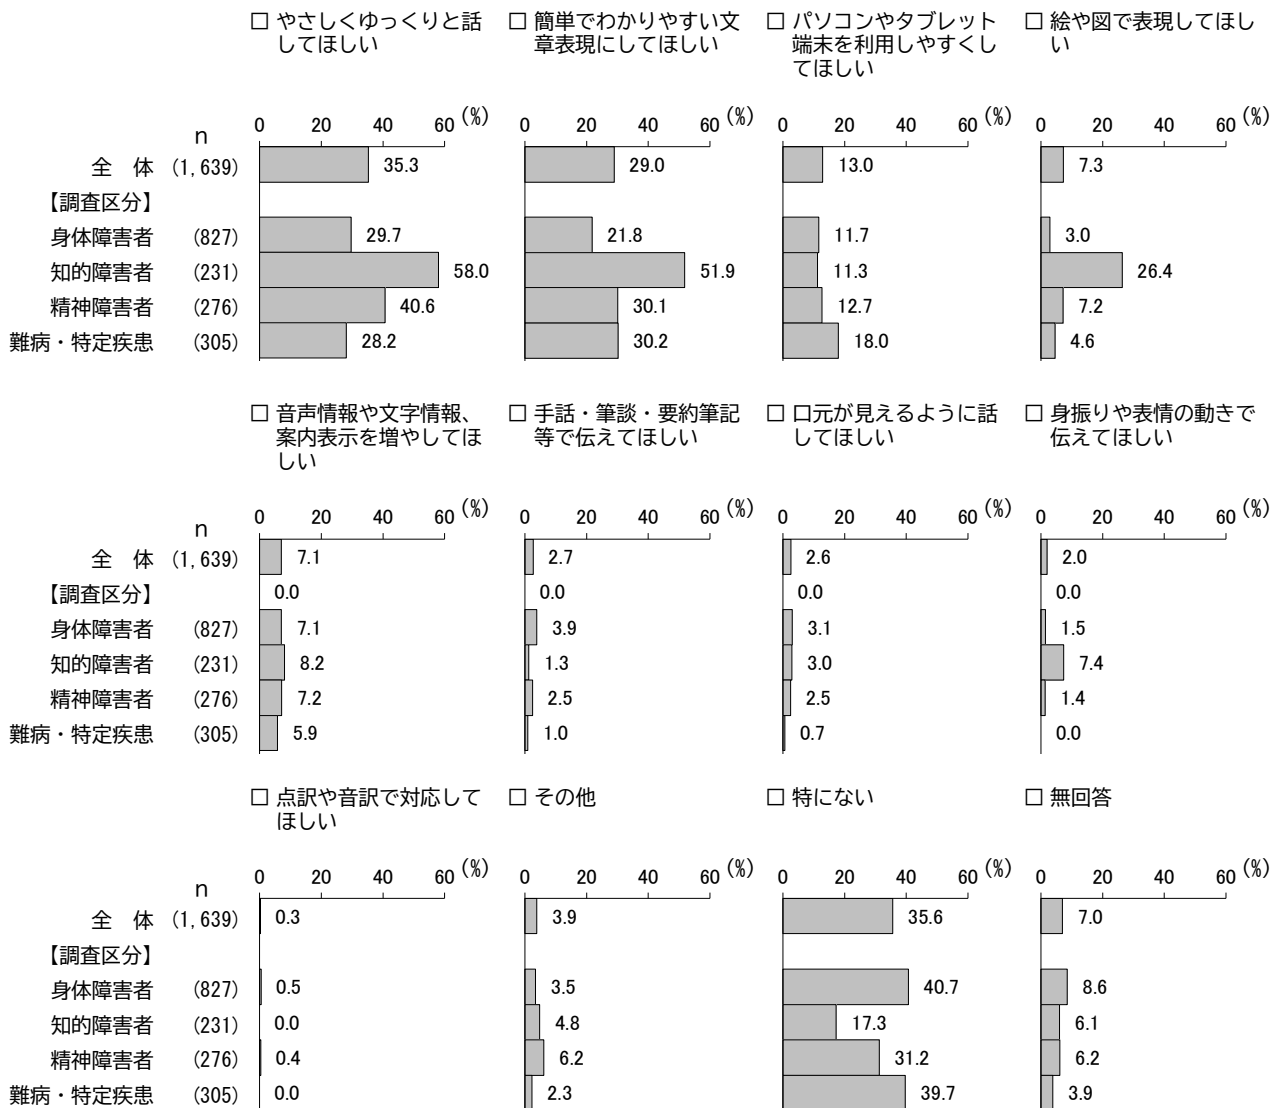 □ やさしくゆっくりと話
してほしい
□ 簡単でわかりやすい文
章表現にしてほしい
□ パソコンやタブレット
端末を利用しやすくし
てほしい
□ 絵や図で表現してほし
い
n 0 20 40 60 (%) 0 20 40 60 (%) 0 20 40 60 (%) 0 20 40 60 (%)
全 体 (1,639) 35.3 29.0 13.0 7.3
【調査区分】
身体障害者 (827) 29.7 21.8 11.7 3.0
知的障害者 (231) 58.0 51.9 11.3 26.4
精神障害者 (276) 40.6 30.1 12.7 7.2
難病・特定疾患 (305) 28.2 30.2 18.0 4.6
□ 音声情報や文字情報、
案内表示を増やしてほ
しい
□ 手話・筆談・要約筆記
等で伝えてほしい
□ 口元が見えるように話
してほしい
□ 身振りや表情の動きで
伝えてほしい
n 0 20 40 60 (%) 0 20 40 60 (%) 0 20 40 60 (%) 0 20 40 60 (%)
全 体 (1,639) 7.1 2.7 2.6 2.0
【調査区分】 0.0 0.0 0.0 0.0
身体障害者 (827) 7.1 3.9 3.1 1.5
知的障害者 (231) 8.2 1.3 3.0 7.4
精神障害者 (276) 7.2 2.5 2.5 1.4
難病・特定疾患 (305) 5.9 1.0 0.7 0.0
□ 点訳や音訳で対応して
ほしい
□ その他
□ 特にない
□ 無回答
n 0 20 40 60 (%) 0 20 40 60 (%) 0 20 40 60 (%) 0 20 40 60 (%)
全 体 (1,639) 0.3 3.9 35.6 7.0
【調査区分】
身体障害者 (827) 0.5 3.5 40.7 8.6
知的障害者 (231) 0.0 4.8 17.3 6.1
精神障害者 (276) 0.4 6.2 31.2 6.2
難病・特定疾患 (305) 0.0 2.3 39.7 3.9